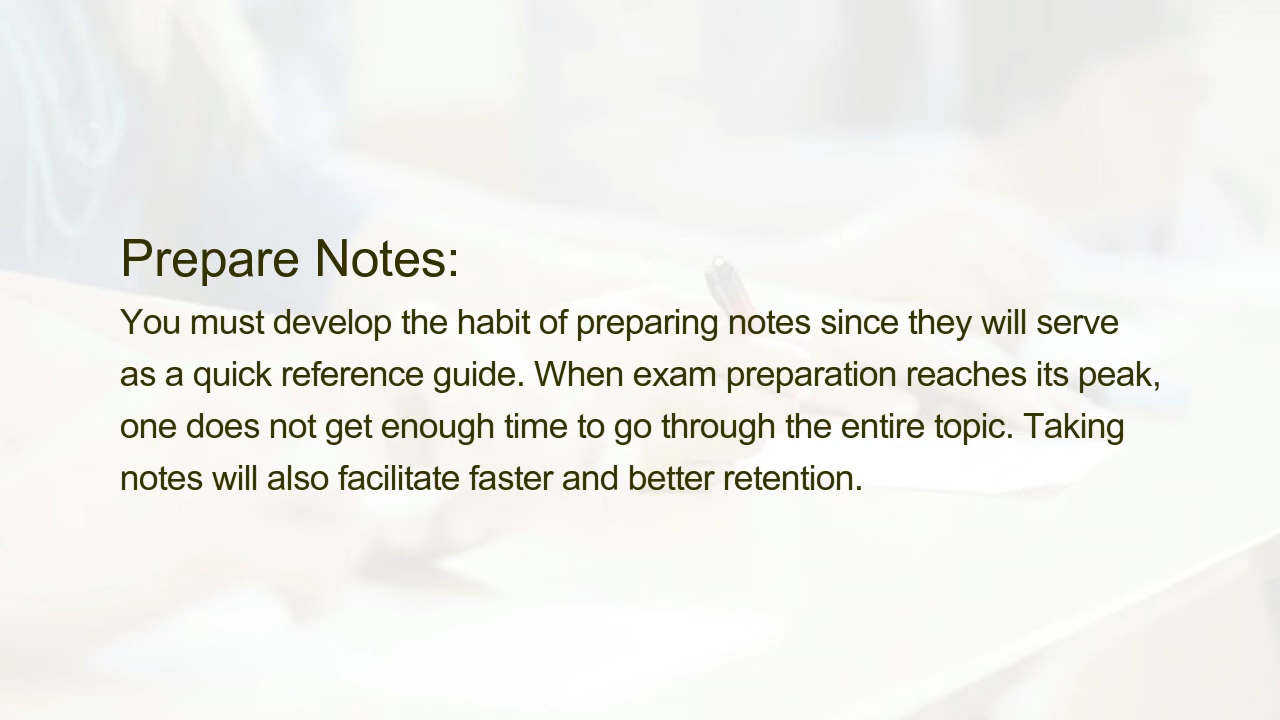 Prepare Notes:
You must develop the habit of preparing notes since they will serve
as a quick reference guide. When exam preparation reaches its peak,
one does not get enough time to go through the entire topic. Taking
notes will also facilitate faster and better retention.